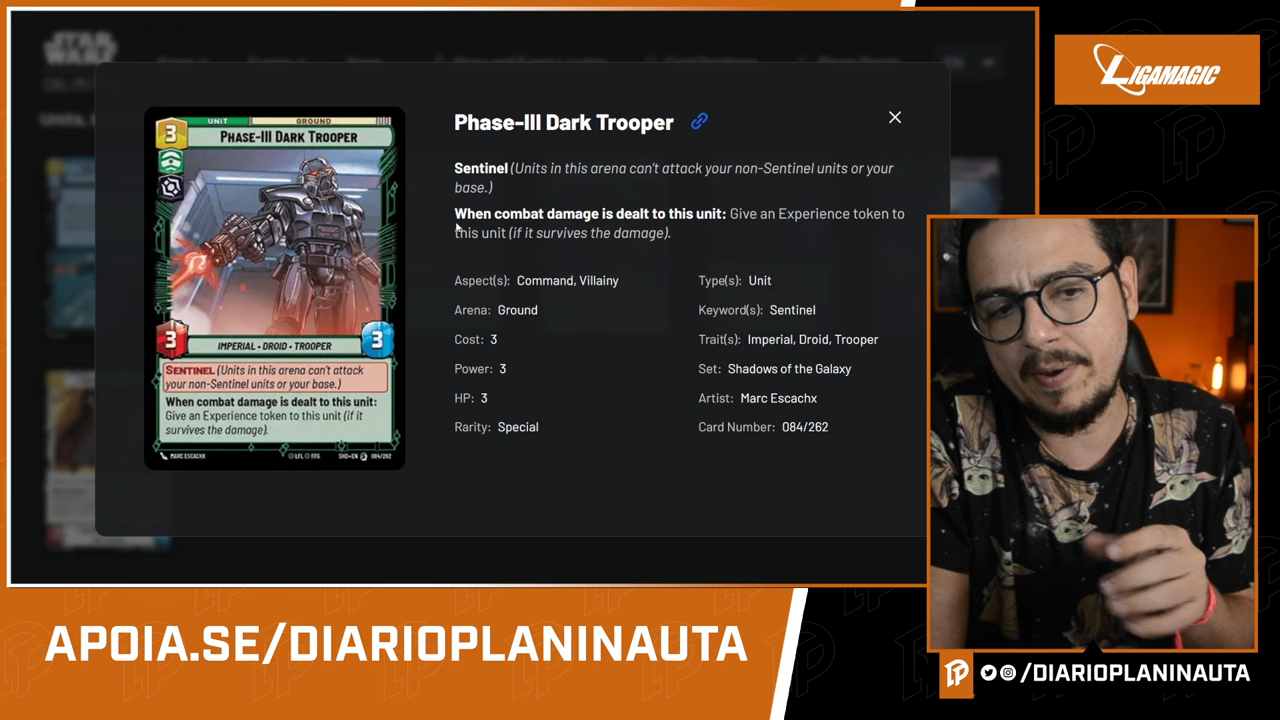 STAR
WARS
LIGAMAGIC
3
UNIT
GROUND
PHASE-III DARK TROOPER
3
IMPERIAL • DROID • TROOPER
3
SENTINEL (Units in this arena can't attack
your non-Sentinel units or your base.)
When combat damage is dealt to this unit:
Give an Experience token to this unit (if it
survives the damage).
MARC ESCACHX
LFL FFG
SHD•EN
084/262
Phase-III Dark Trooper
Sentinel (Units in this arena can't attack your non-Sentinel units or your
base.)
When combat damage is dealt to this unit: Give an Experience token to
this unit (if it survives the damage).
Aspect(s): Command, Villainy
Type(s): Unit
Arena: Ground
Keyword(s): Sentinel
Cost: 3
Trait(s): Imperial, Droid, Trooper
Power: 3
Set: Shadows of the Galaxy
HP: 3
Artist: Marc Escachx
Rarity: Special
Card Number: 084/262
APOIA.SE/DIARIOPLANINAUTA
/DIARIOPLANINAUTA